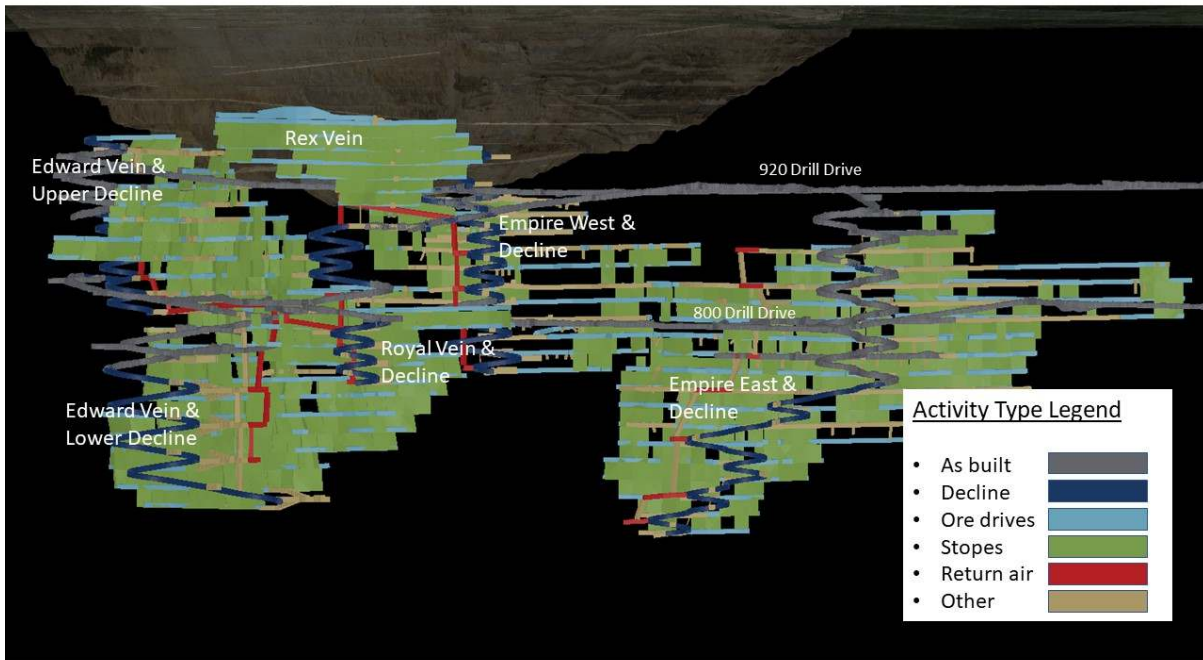 Rex Vein
Edward Vein &
Upper Decline
920 Drill Drive
Empire West &
Decline
800 Drill Drive
Royal Vein &
Decline
Empire East &
Decline
Edward Vein &
Lower Decline
Activity Type Legend
• As built
• Decline
• Ore drives
• Stopes
• Return air
• Other